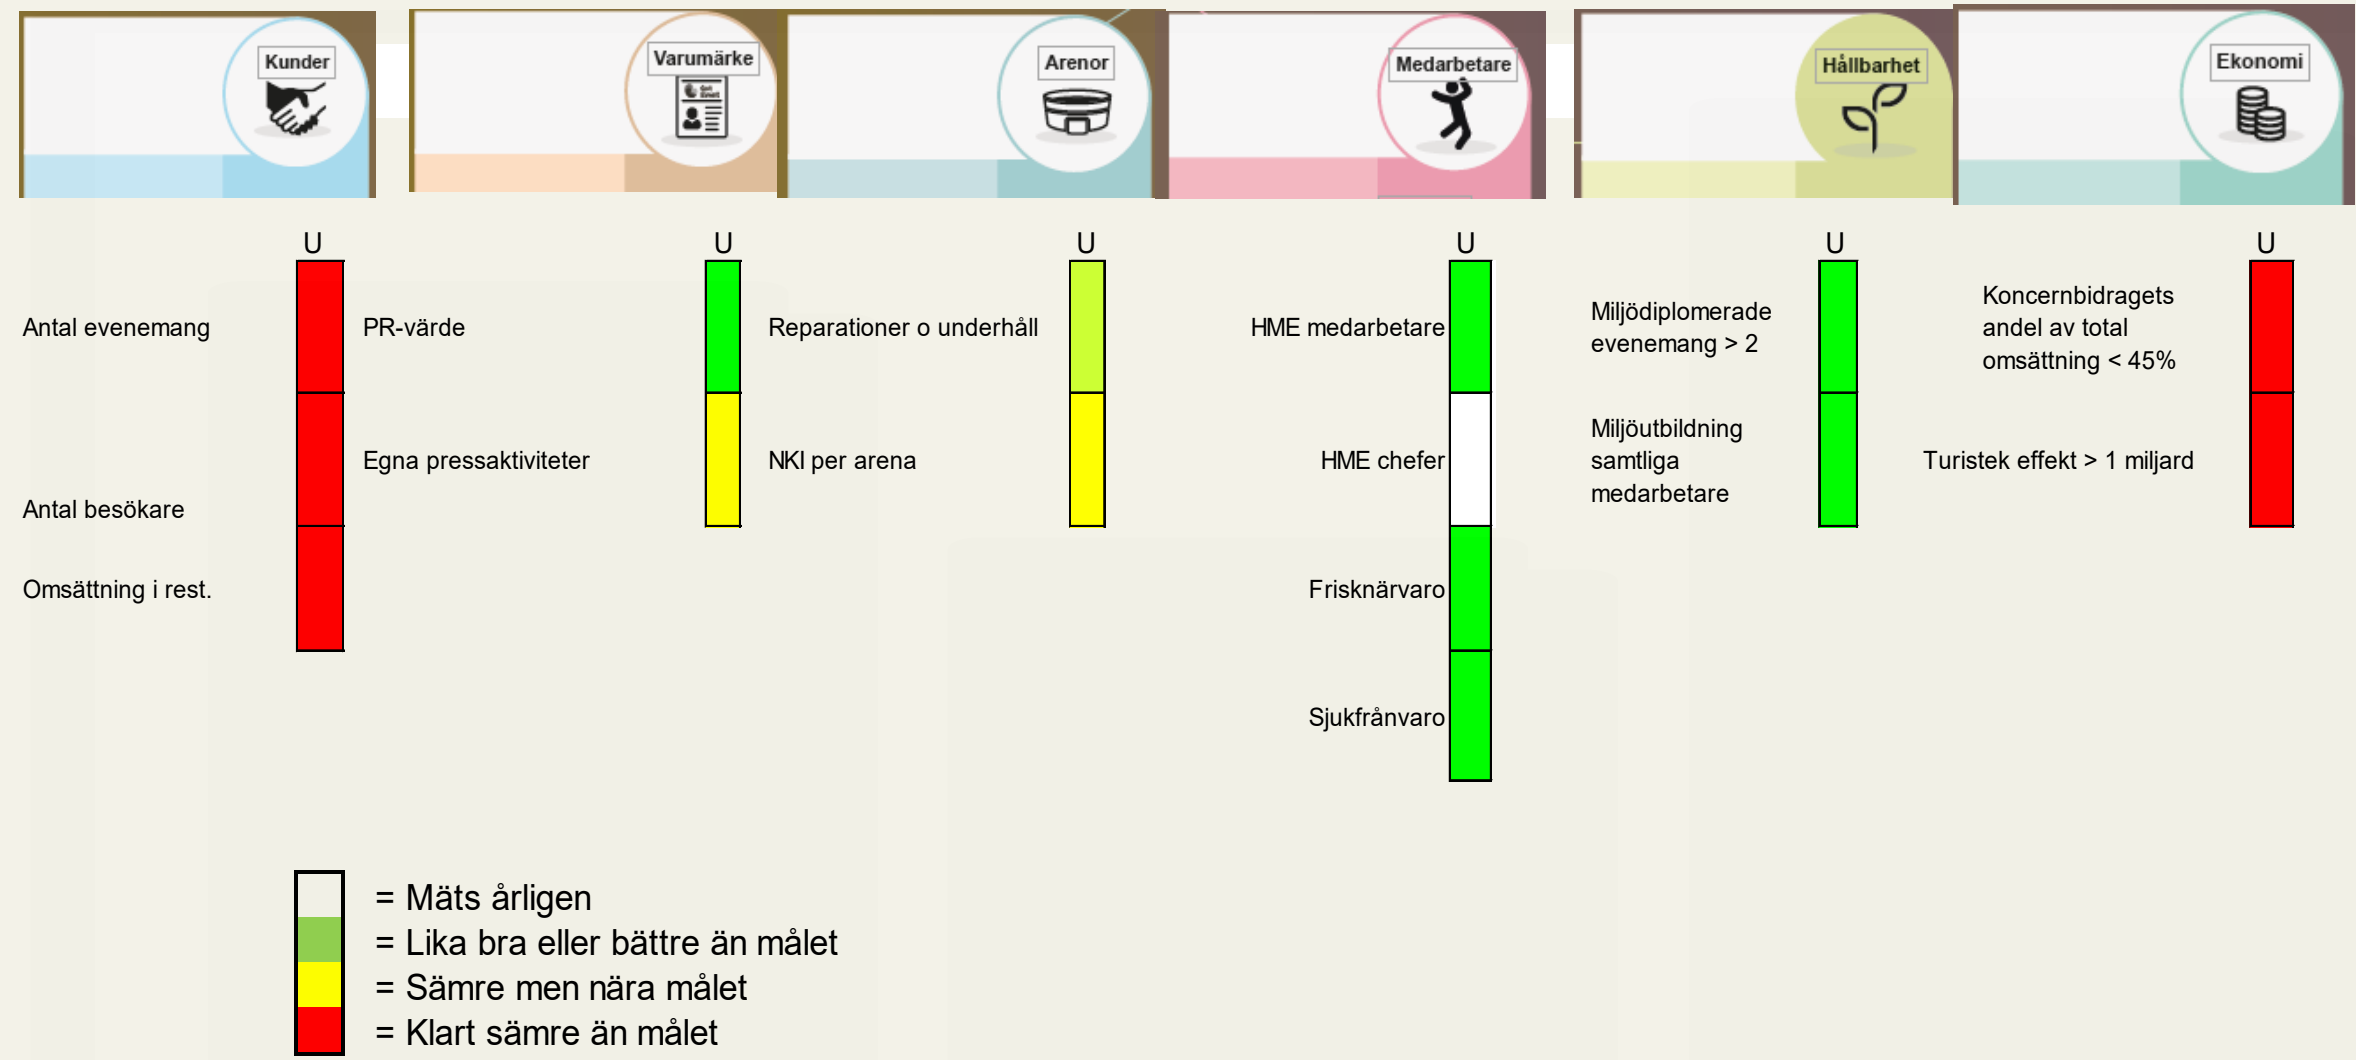 Kunder
Varumärke
Arenor
Medarbetare
Hållbarhet
Ekonomi
U
U
U
U
U
U
Antal evenemang
Antal besökare
Omsättning i rest.
PR-värde
Egna pressaktiviteter
Reparationer o underhåll
NKI per arena
HME medarbetare
HME chefer
Frisknärvaro
Sjukfrånvaro
Miljödiplomerade
evenemang > 2
Miljöutbildning
samtliga
medarbetare
Koncernbidragets
andel av total
omsättning < 45%
Turistek effekt > 1 miljard
= Mäts årligen
= Lika bra eller bättre än målet
= Sämre men nära målet
= Klart sämre än målet